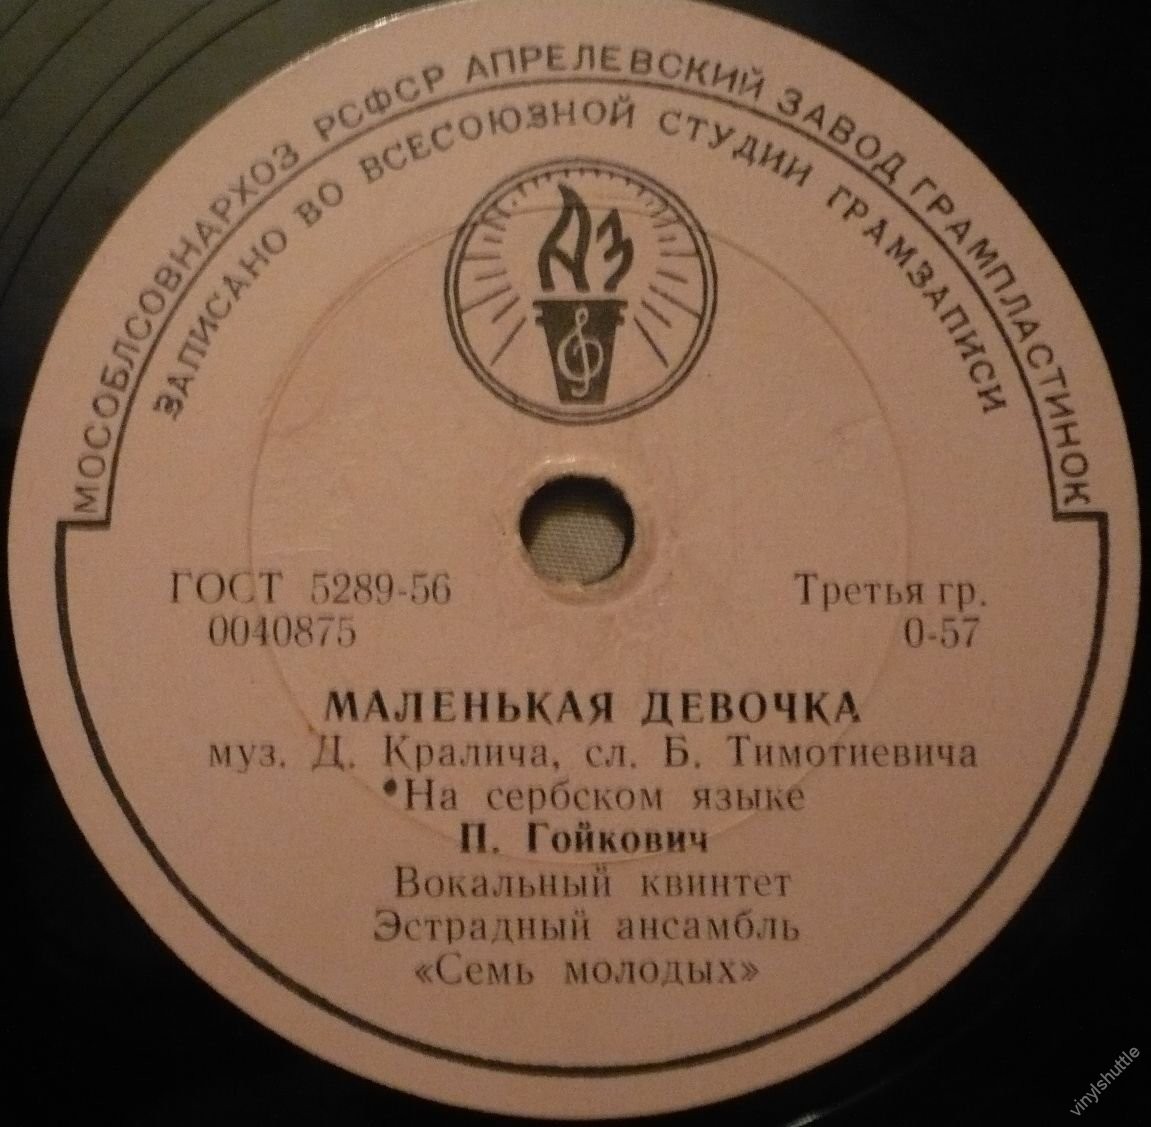 МОСОБЛСОВНАРХОЗ РСФСР АПРЕЛЕВСКИЙ ЗАВОД ГРАМПЛАСТИНОК
ЗАПИСАНО ВО ВСЕСОЮЗНОЙ СТУДИИ ГРАМЗАПИСИ
АЗ
ГОСТ 5289-56 Третья гр.
0040875 0-57
МАЛЕНЬКАЯ ДЕВОЧКА
муз. Д. Кралича, сл. Б. Тимотиевича
На сербском языке
П. Гойкович
Вокальный квинтет
Эстрадный ансамбль
«Семь молодых»
vinylshuttle